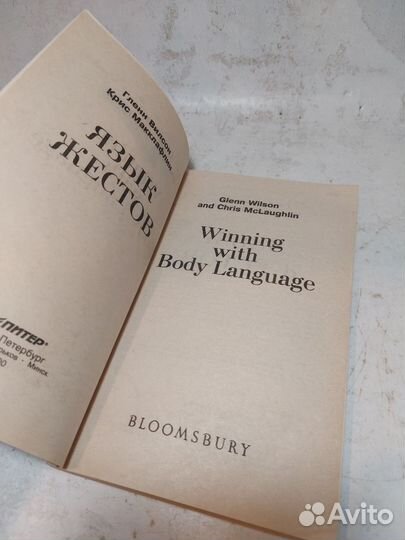 Гленн Вилсон
Крис Макклафлин
ЯЗЫК
ЖЕСТОВ
ПИТЕР
Петербург
Минск
Glenn Wilson
and Chris McLaughlin
Winning
with
Body Language
BLOOMSBURY
Avito